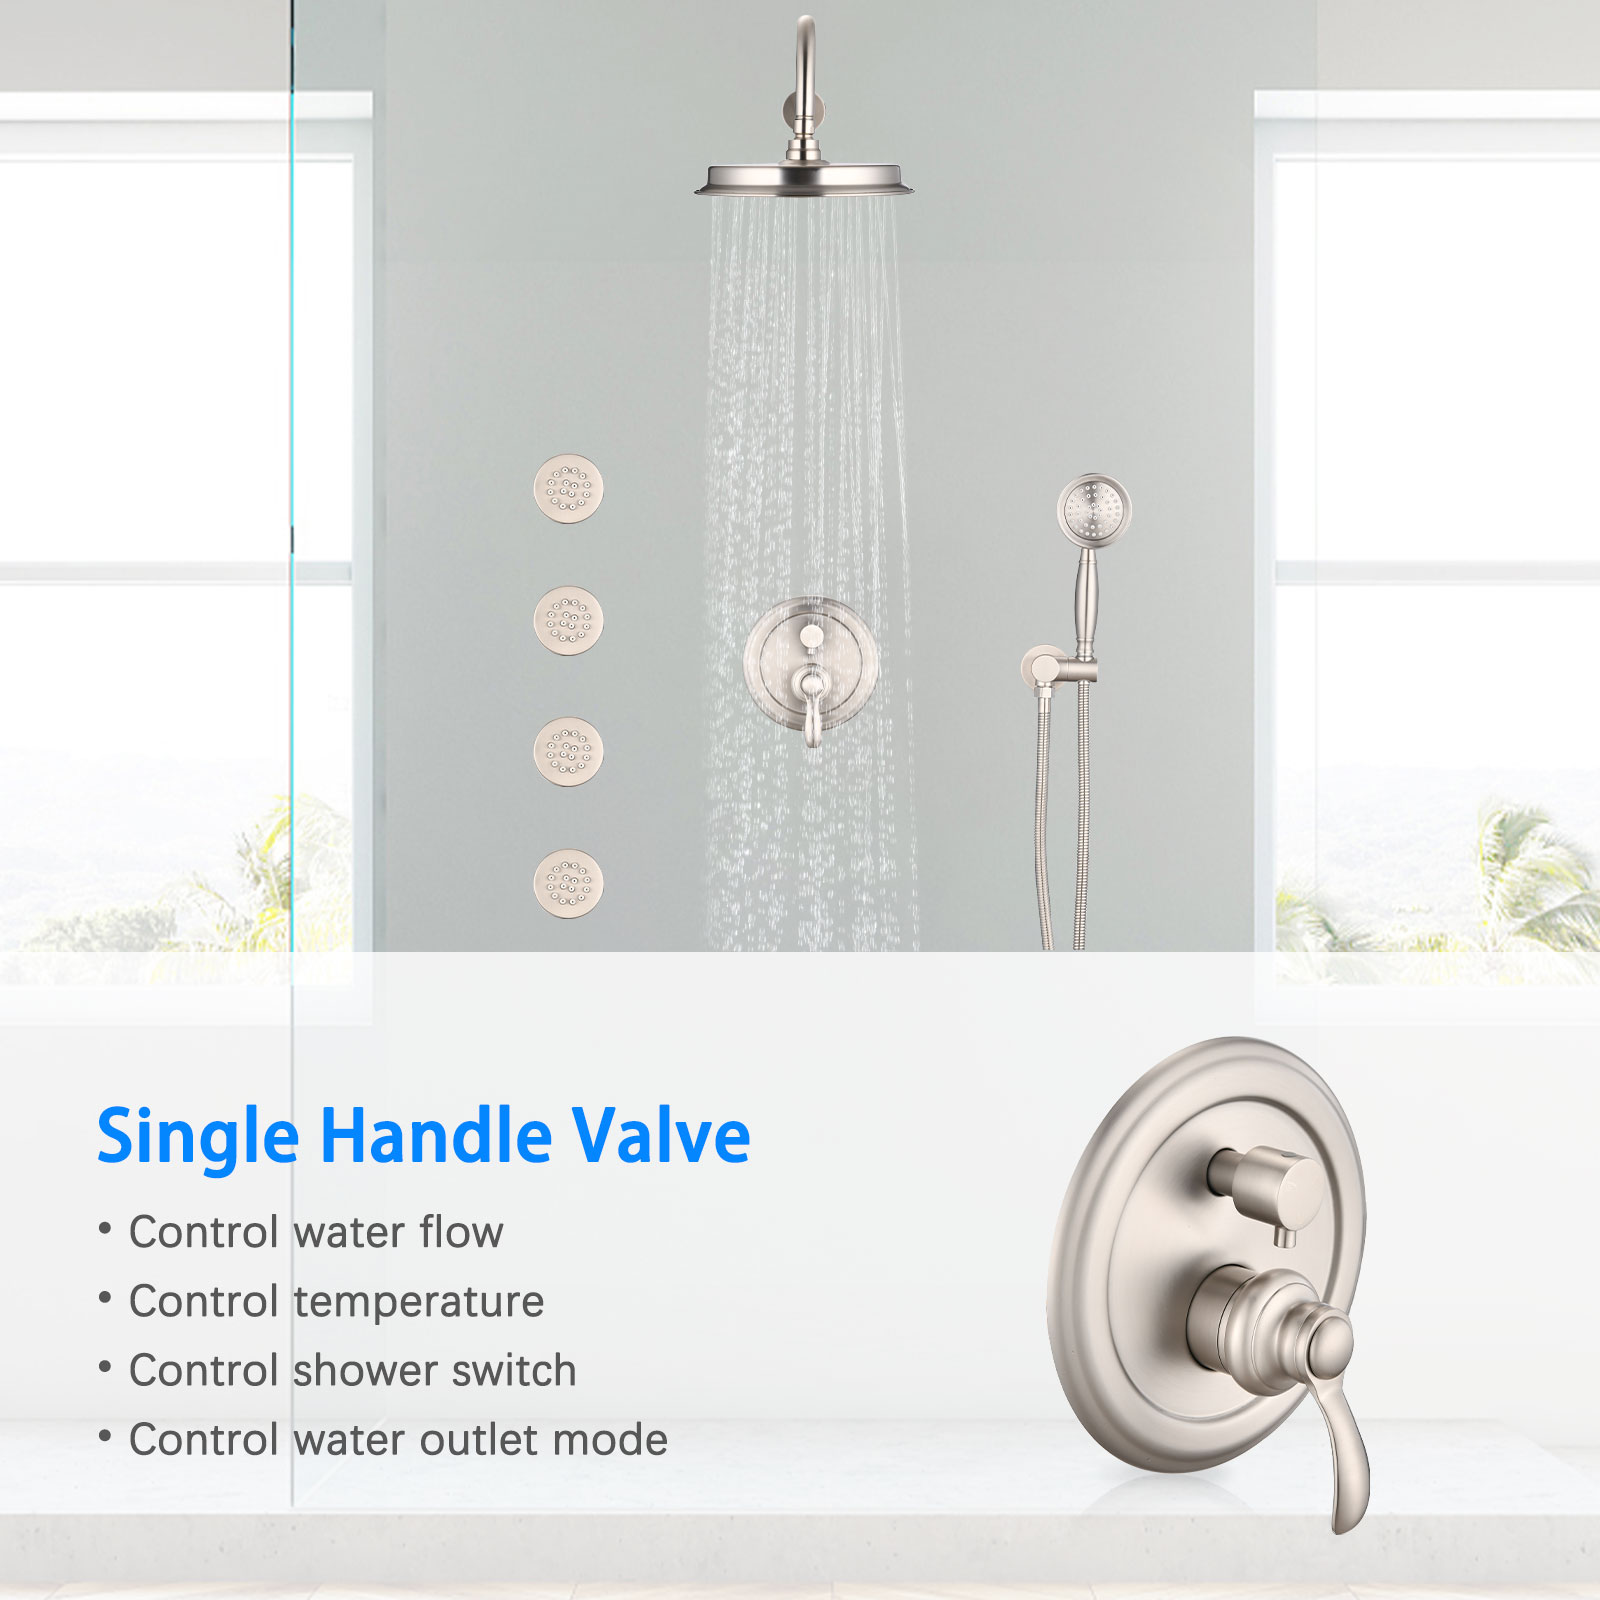 Single Handle Valve
• Control water flow
• Control temperature
• Control shower switch
• Control water outlet mode